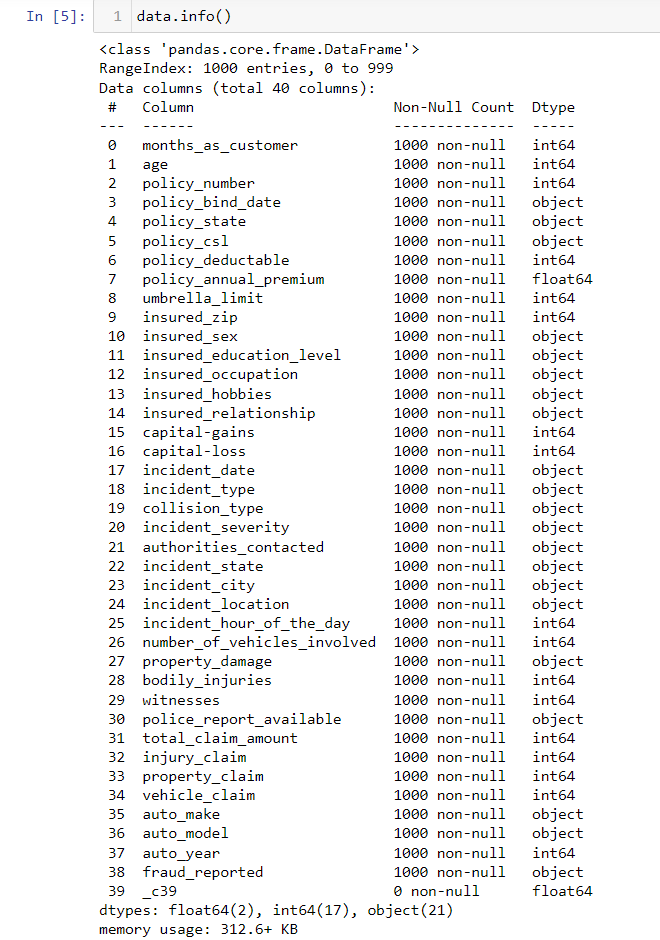 In [5]: 1 data.info()
<class 'pandas.core.frame.DataFrame'>
RangeIndex: 1000 entries, 0 to 999
Data columns (total 40 columns):
# Column Non-Null Count Dtype
--- ------ -------------- -----
0 months_as_customer 1000 non-null int64
1 age 1000 non-null int64
2 policy_number 1000 non-null int64
3 policy_bind_date 1000 non-null object
4 policy_state 1000 non-null object
5 policy_csl 1000 non-null object
6 policy_deductable 1000 non-null int64
7 policy_annual_premium 1000 non-null float64
8 umbrella_limit 1000 non-null int64
9 insured_zip 1000 non-null int64
10 insured_sex 1000 non-null object
11 insured_education_level 1000 non-null object
12 insured_occupation 1000 non-null object
13 insured_hobbies 1000 non-null object
14 insured_relationship 1000 non-null object
15 capital-gains 1000 non-null int64
16 capital-loss 1000 non-null int64
17 incident_date 1000 non-null object
18 incident_type 1000 non-null object
19 collision_type 1000 non-null object
20 incident_severity 1000 non-null object
21 authorities_contacted 1000 non-null object
22 incident_state 1000 non-null object
23 incident_city 1000 non-null object
24 incident_location 1000 non-null object
25 incident_hour_of_the_day 1000 non-null int64
26 number_of_vehicles_involved 1000 non-null int64
27 property_damage 1000 non-null object
28 bodily_injuries 1000 non-null int64
29 witnesses 1000 non-null int64
30 police_report_available 1000 non-null object
31 total_claim_amount 1000 non-null int64
32 injury_claim 1000 non-null int64
33 property_claim 1000 non-null int64
34 vehicle_claim 1000 non-null int64
35 auto_make 1000 non-null object
36 auto_model 1000 non-null object
37 auto_year 1000 non-null int64
38 fraud_reported 1000 non-null object
39 _c39 0 non-null float64
dtypes: float64(2), int64(17), object(21)
memory usage: 312.6+ KB